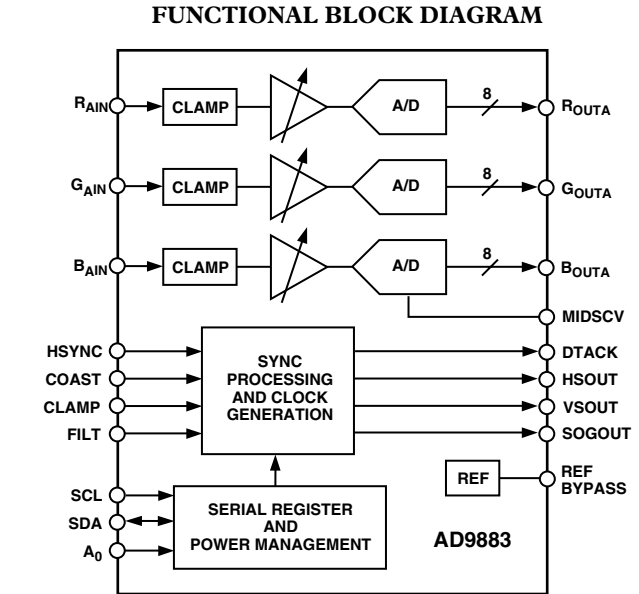 FUNCTIONAL BLOCK DIAGRAM
RAIN CLAMP A/D 8 ROUTA
GAIN CLAMP A/D 8 GOUTA
BAIN CLAMP A/D 8 BOUTA
MIDSCV
HSYNC
COAST
CLAMP
FILT
SYNC
PROCESSING
AND CLOCK
GENERATION
DTACK
HSOUT
VSOUT
SOGOUT
REF
REF
BYPASS
SCL
SDA
A0
SERIAL REGISTER
AND
POWER MANAGEMENT
AD9883